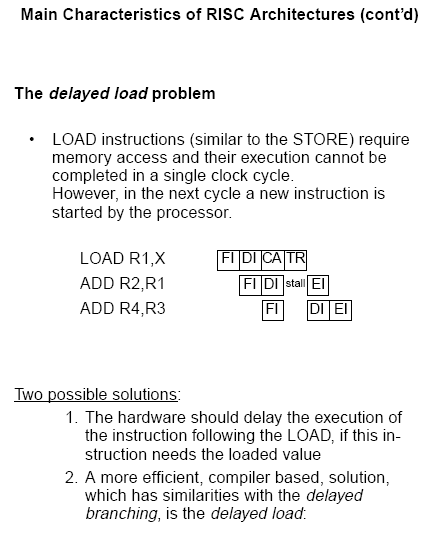 Main Characteristics of RISC Architectures (cont'd)
The delayed load problem
• LOAD instructions (similar to the STORE) require
memory access and their execution cannot be
completed in a single clock cycle.
However, in the next cycle a new instruction is
started by the processor.
LOAD R1,X FI DI CA TR
ADD R2,R1 FI DI stall EI
ADD R4,R3 FI DI EI
Two possible solutions:
1. The hardware should delay the execution of
the instruction following the LOAD, if this in-
struction needs the loaded value
2. A more efficient, compiler based, solution,
which has similarities with the delayed
branching, is the delayed load: